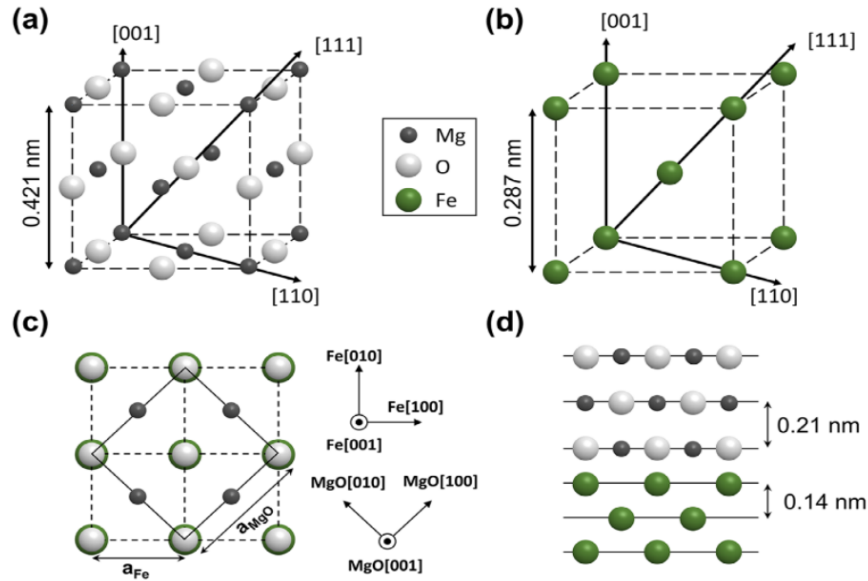 (a)
[001]
[111]
0.421 nm
[110]
Mg
O
Fe
(b)
[001]
[111]
0.287 nm
[110]
(c)
Fe[010]
Fe[100]
Fe[001]
MgO[010]
MgO[100]
MgO[001]
aMgO
aFe
(d)
0.21 nm
0.14 nm